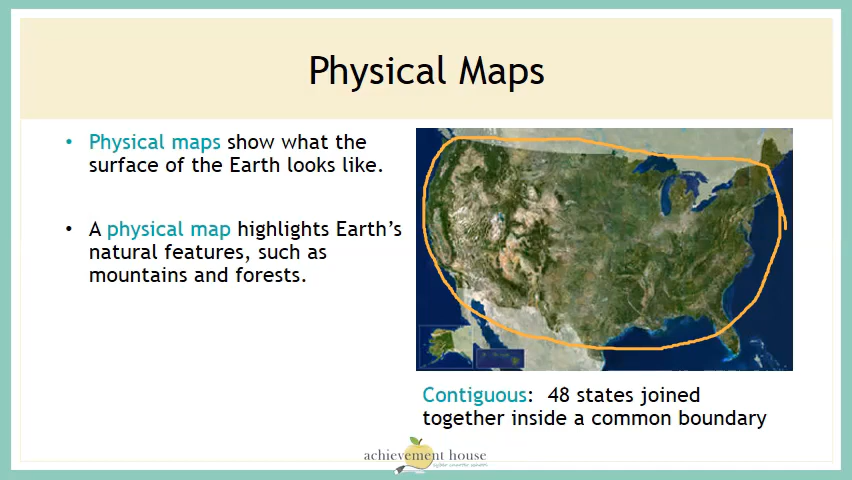 Physical Maps
• Physical maps show what the
surface of the Earth looks like.
• A physical map highlights Earth's
natural features, such as
mountains and forests.
Contiguous:  48 states joined
together inside a common boundary
achievement house